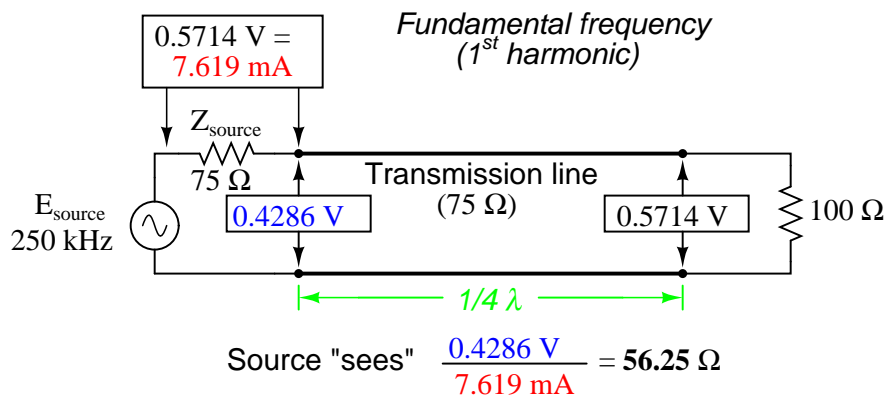 0.5714 V =
7.619 mA
Fundamental frequency
(1st harmonic)
Zsource
75 Ω
Transmission line
(75 Ω)
Esource
250 kHz
0.4286 V
0.5714 V
100 Ω
1/4 λ
Source "sees" 0.4286 V / 7.619 mA = 56.25 Ω